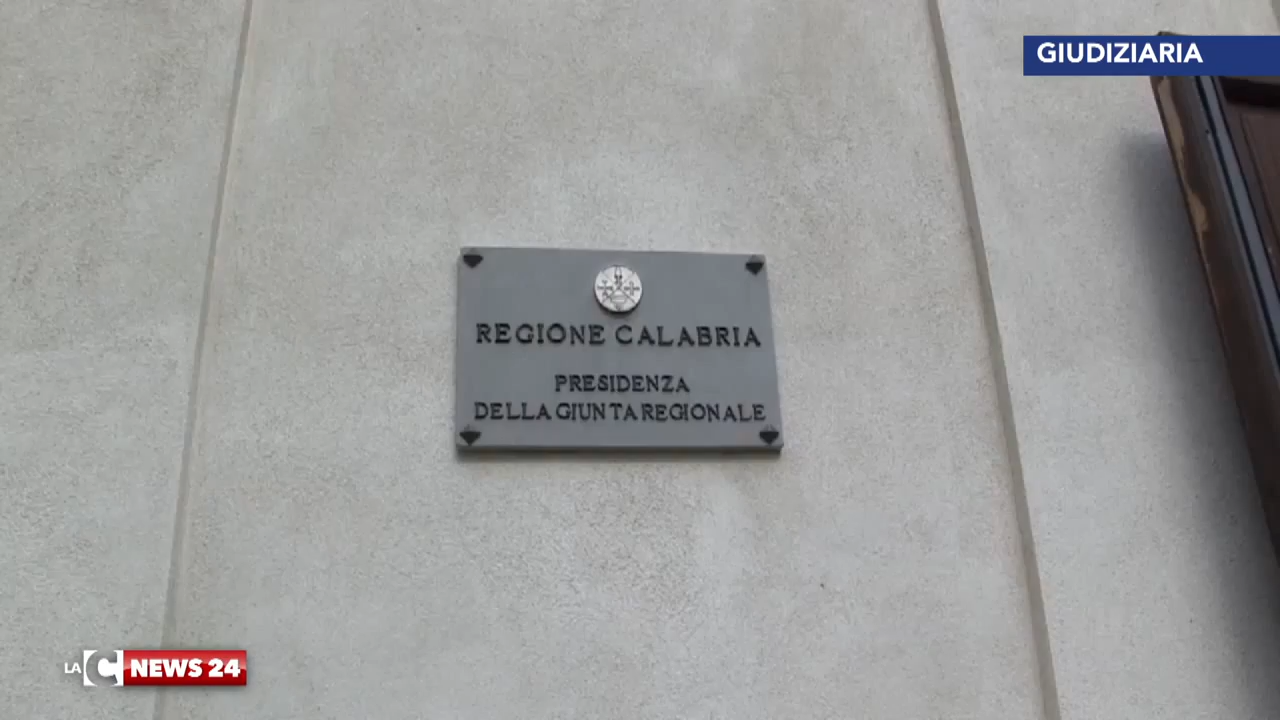 GIUDIZIARIA
REGIONE CALABRIA
PRESIDENZA
DELLA GIUNTA REGIONALE
LA C NEWS 24